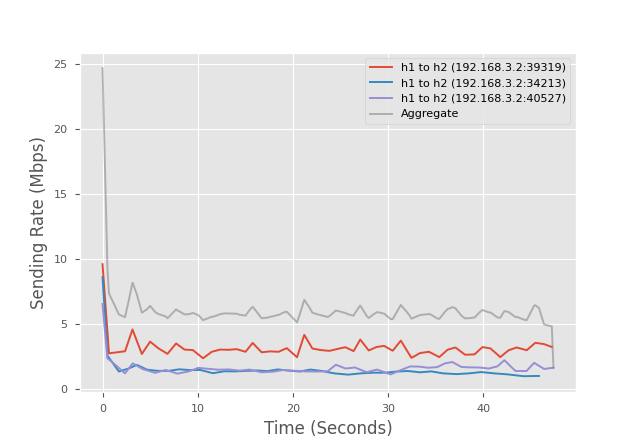 h1 to h2 (192.168.3.2:39319)
h1 to h2 (192.168.3.2:34213)
h1 to h2 (192.168.3.2:40527)
Aggregate
Sending Rate (Mbps)
25
20
15
10
5
0
0 10 20 30 40
Time (Seconds)